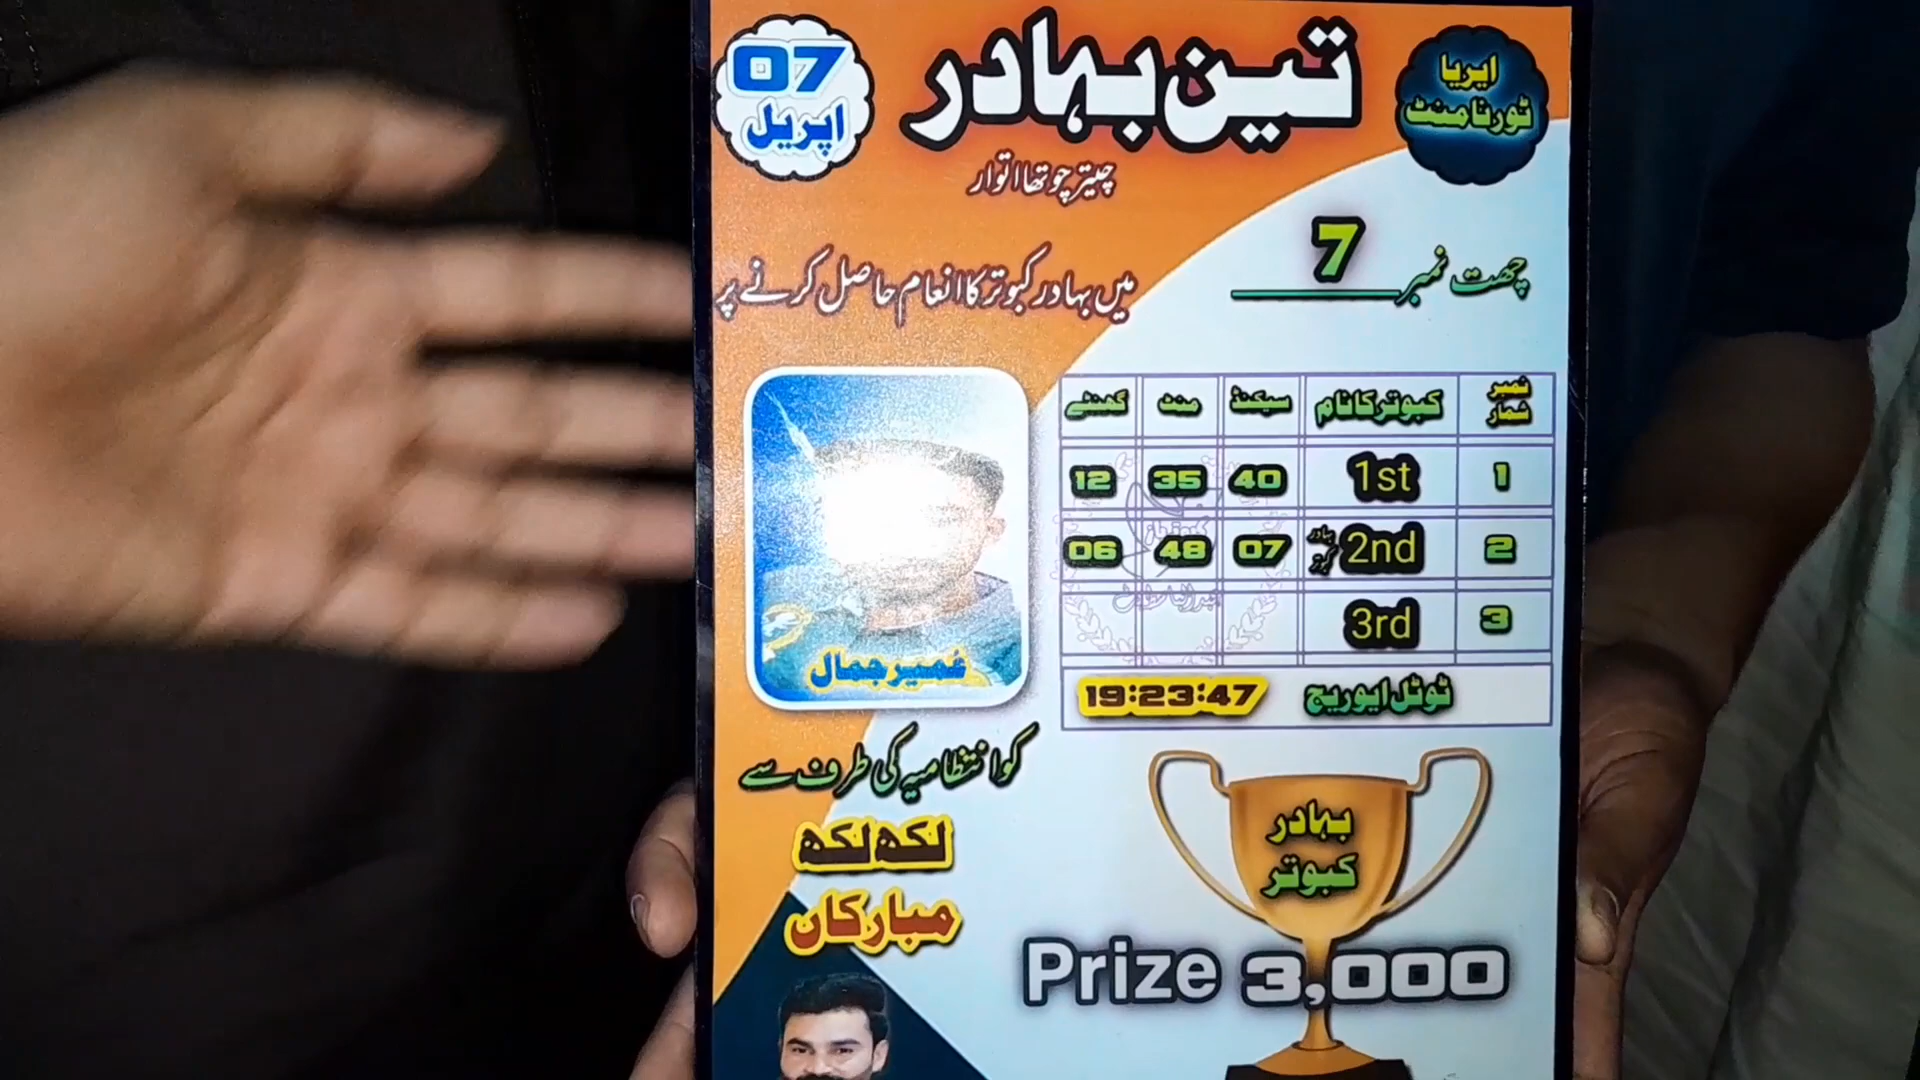 07
اپریل
تین بہادر
ایریا
ٹورنامنٹ
چیتر چوتھا اتوار
چھت نمبر 7
میں بہادر کبوتر کا انعام حاصل کرنے پر
نمبر شمار کبوتر کا نام سیکنڈ منٹ گھنٹے
1 1st 40 35 12
2 2nd بہادر کبوتر 07 48 06
3 3rd
ٹوٹل ایوریج 19:23:47
عمیر جمال
کو انتظامیہ کی طرف سے
لکھ لکھ
مبارکاں
بہادر
کبوتر
Prize 3,000